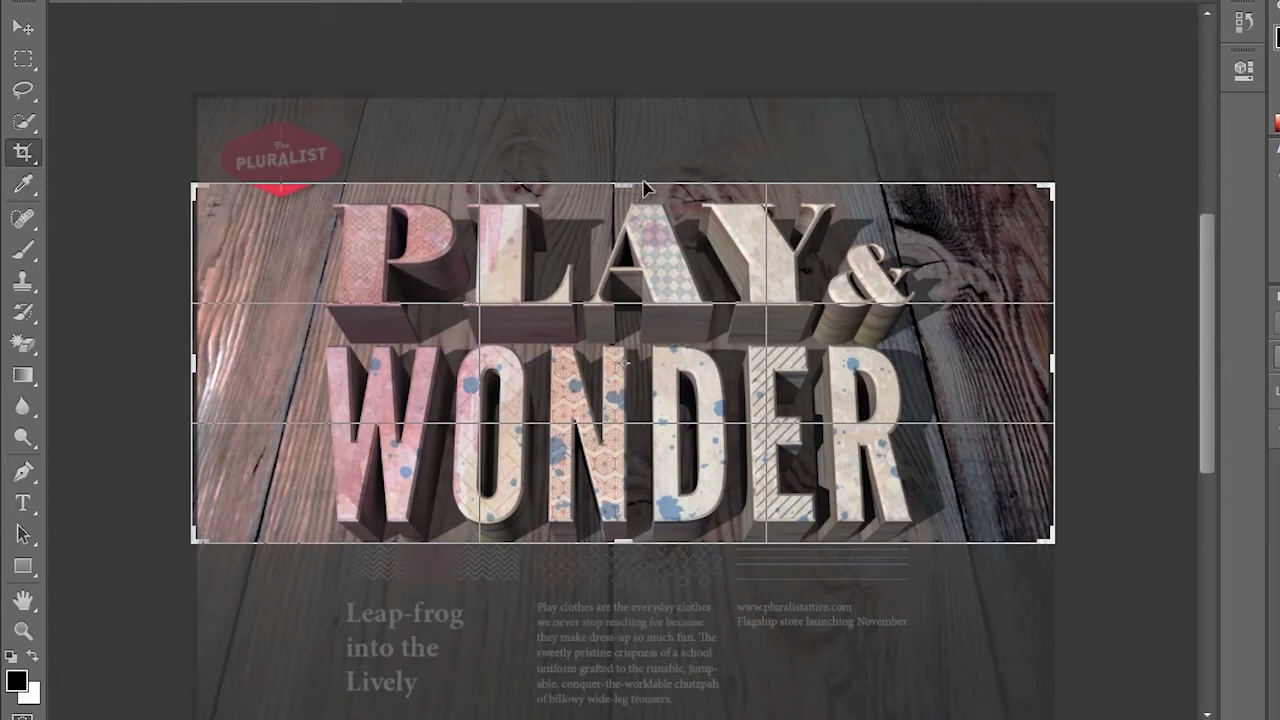 The
PLURALIST
PLAY &
WONDER
Leap-frog
into the
Lively
Play clothes are the everyday clothes
we never stop reaching for because
they make dress-up so much fun. The
sweetly pristine crispness of a school
uniform grafted to the runable, jump-
able, conquer-the-worldable chutzpah
of billowy wide-leg trousers.
www.pluralistattire.com
Flagship store launching November